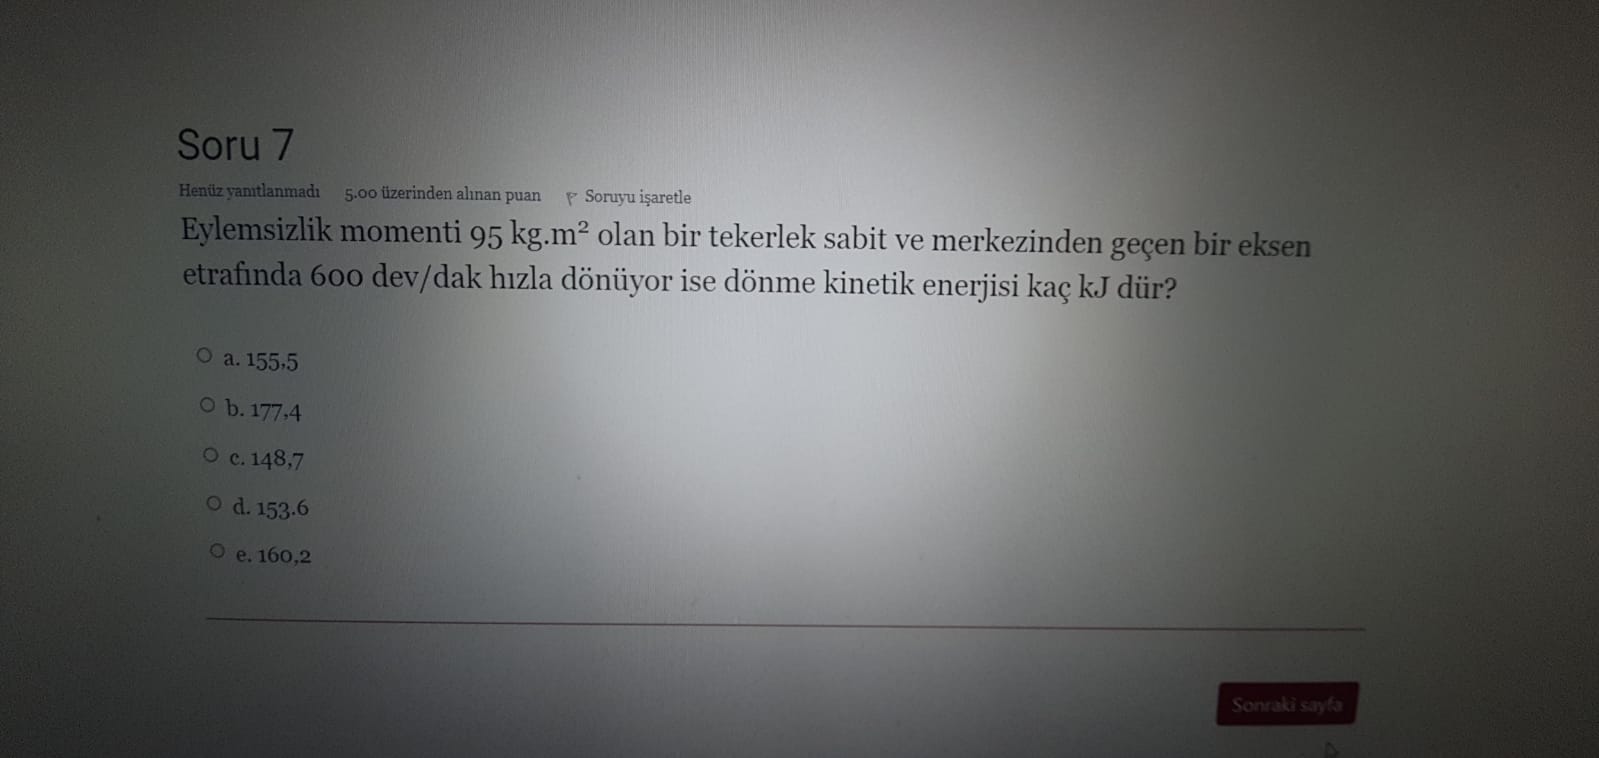 Soru 7
Henüz yanıtlanmadı 5,00 üzerinden alınan puan Soruyu işaretle
Eylemsizlik momenti 95 kg.m² olan bir tekerlek sabit ve merkezinden geçen bir eksen
etrafında 600 dev/dak hızla dönüyor ise dönme kinetik enerjisi kaç kJ dür?
a. 155,5
b. 177,4
c. 148,7
d. 153.6
e. 160,2
Sonraki sayfa